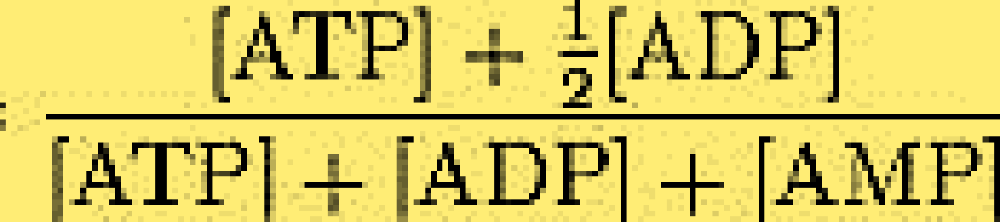 [ATP] + 1/2[ADP]
[ATP] + [ADP] + [AMP]